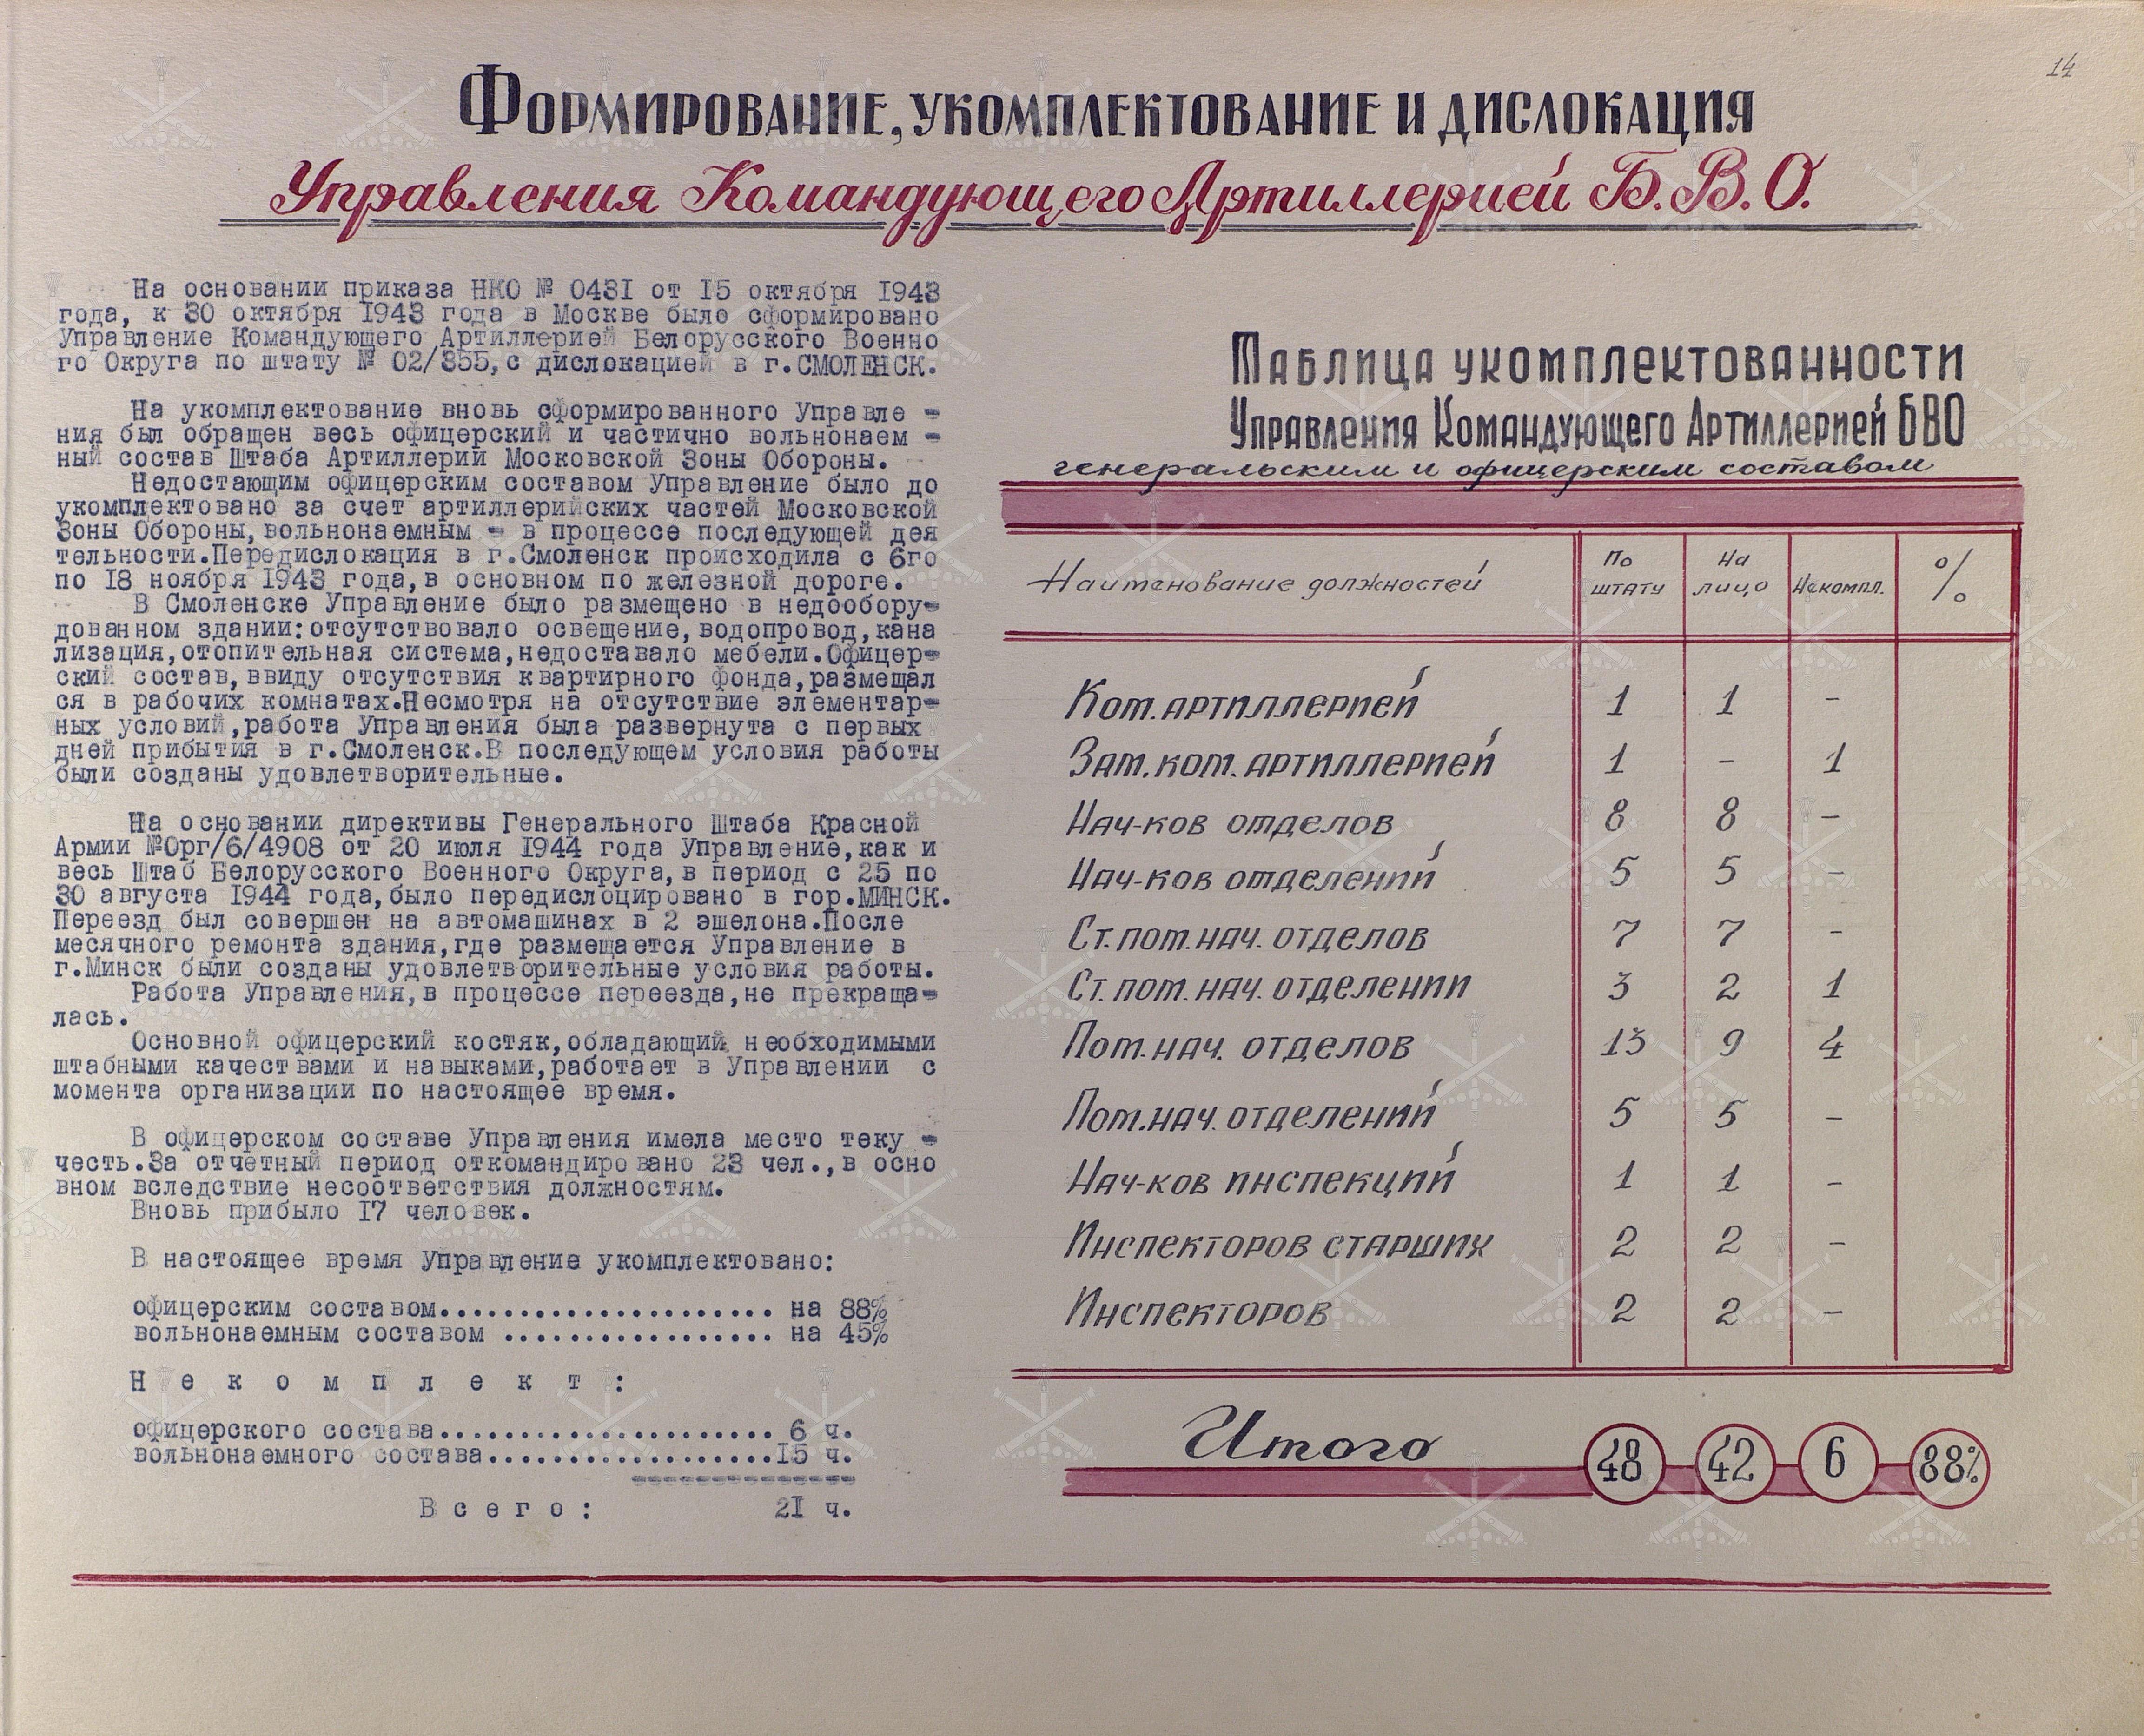 14
Формирование, укомплектование и дислокация
Управления Командующего Артиллерией Б.В.О.
На основании приказа НКО № 0431 от 15 октября 1943
года, к 30 октября 1943 года в Москве было сформировано
Управление Командующего Артиллерией Белорусского Военно
го Округа по штату № 02/355, с дислокацией в г.СМОЛЕНСК.
На укомплектование вновь сформированного Управле -
ния был обращен весь офицерский и частично вольнонаем -
ный состав Штаба Артиллерии Московской Зоны Обороны.
Недостающим офицерским составом Управление было до
укомплектовано за счет артиллерийских частей Московской
Зоны Обороны, вольнонаемным - в процессе последующей дея
тельности.Передислокация в г.Смоленск происходила с 6го
по 18 ноября 1943 года, в основном по железной дороге.
В Смоленске Управление было размещено в недообору-
дованном здании: отсутствовало освещение, водопровод, кана
лизация, отопительная система, недоставало мебели.Офицер-
ский состав, ввиду отсутствия квартирного фонда, размещал
ся в рабочих комнатах.Несмотря на отсутствие элементар-
ных условий, работа Управления была развернута с первых
дней прибытия в г.Смоленск.В последующем условия работы
были созданы удовлетворительные.
На основании директивы Генерального Штаба Красной
Армии №Орг/6/4908 от 20 июля 1944 года Управление, как и
весь Штаб Белорусского Военного Округа, в период с 25 по
30 августа 1944 года, было передислоцировано в гор.МИНСК.
Переезд был совершен на автомашинах в 2 эшелона.После
месячного ремонта здания, где размещается Управление в
г.Минск были созданы удовлетворительные условия работы.
Работа Управления, в процессе переезда, не прекраща-
лась.
Основной офицерский костяк, обладающий необходимыми
штабными качествами и навыками, работает в Управлении с
момента организации по настоящее время.
В офицерском составе Управления имела место теку -
честь.За отчетный период откомандировано 23 чел., в осно
вном вследствие несоответствия должностям.
Вновь прибыло 17 человек.
В настоящее время Управление укомплектовано:
офицерским составом..................... на 88%
вольнонаемным составом ................. на 45%
Н е к о м п л е к т :
офицерского состава..................... 6 ч.
вольнонаемного состава..................15 ч.
В с е г о : 21 ч.
Таблица укомплектованности
Управления Командующего Артиллерией БВО
генеральским и офицерским составом
Наименование должностей По штату На лицо Некомпл. %
Ком. артиллерией 1 1 -
Зам. ком. артиллерией 1 - 1
Нач-ков отделов 8 8 -
Нач-ков отделений 5 5 -
Ст. пом. нач. отделов 7 7 -
Ст. пом. нач. отделении 3 2 1
Пом. нач. отделов 13 9 4
Пом. нач. отделений 5 5 -
Нач-ков инспекций 1 1 -
Инспекторов старших 2 2 -
Инспекторов 2 2 -
Итого 48 42 6 88%